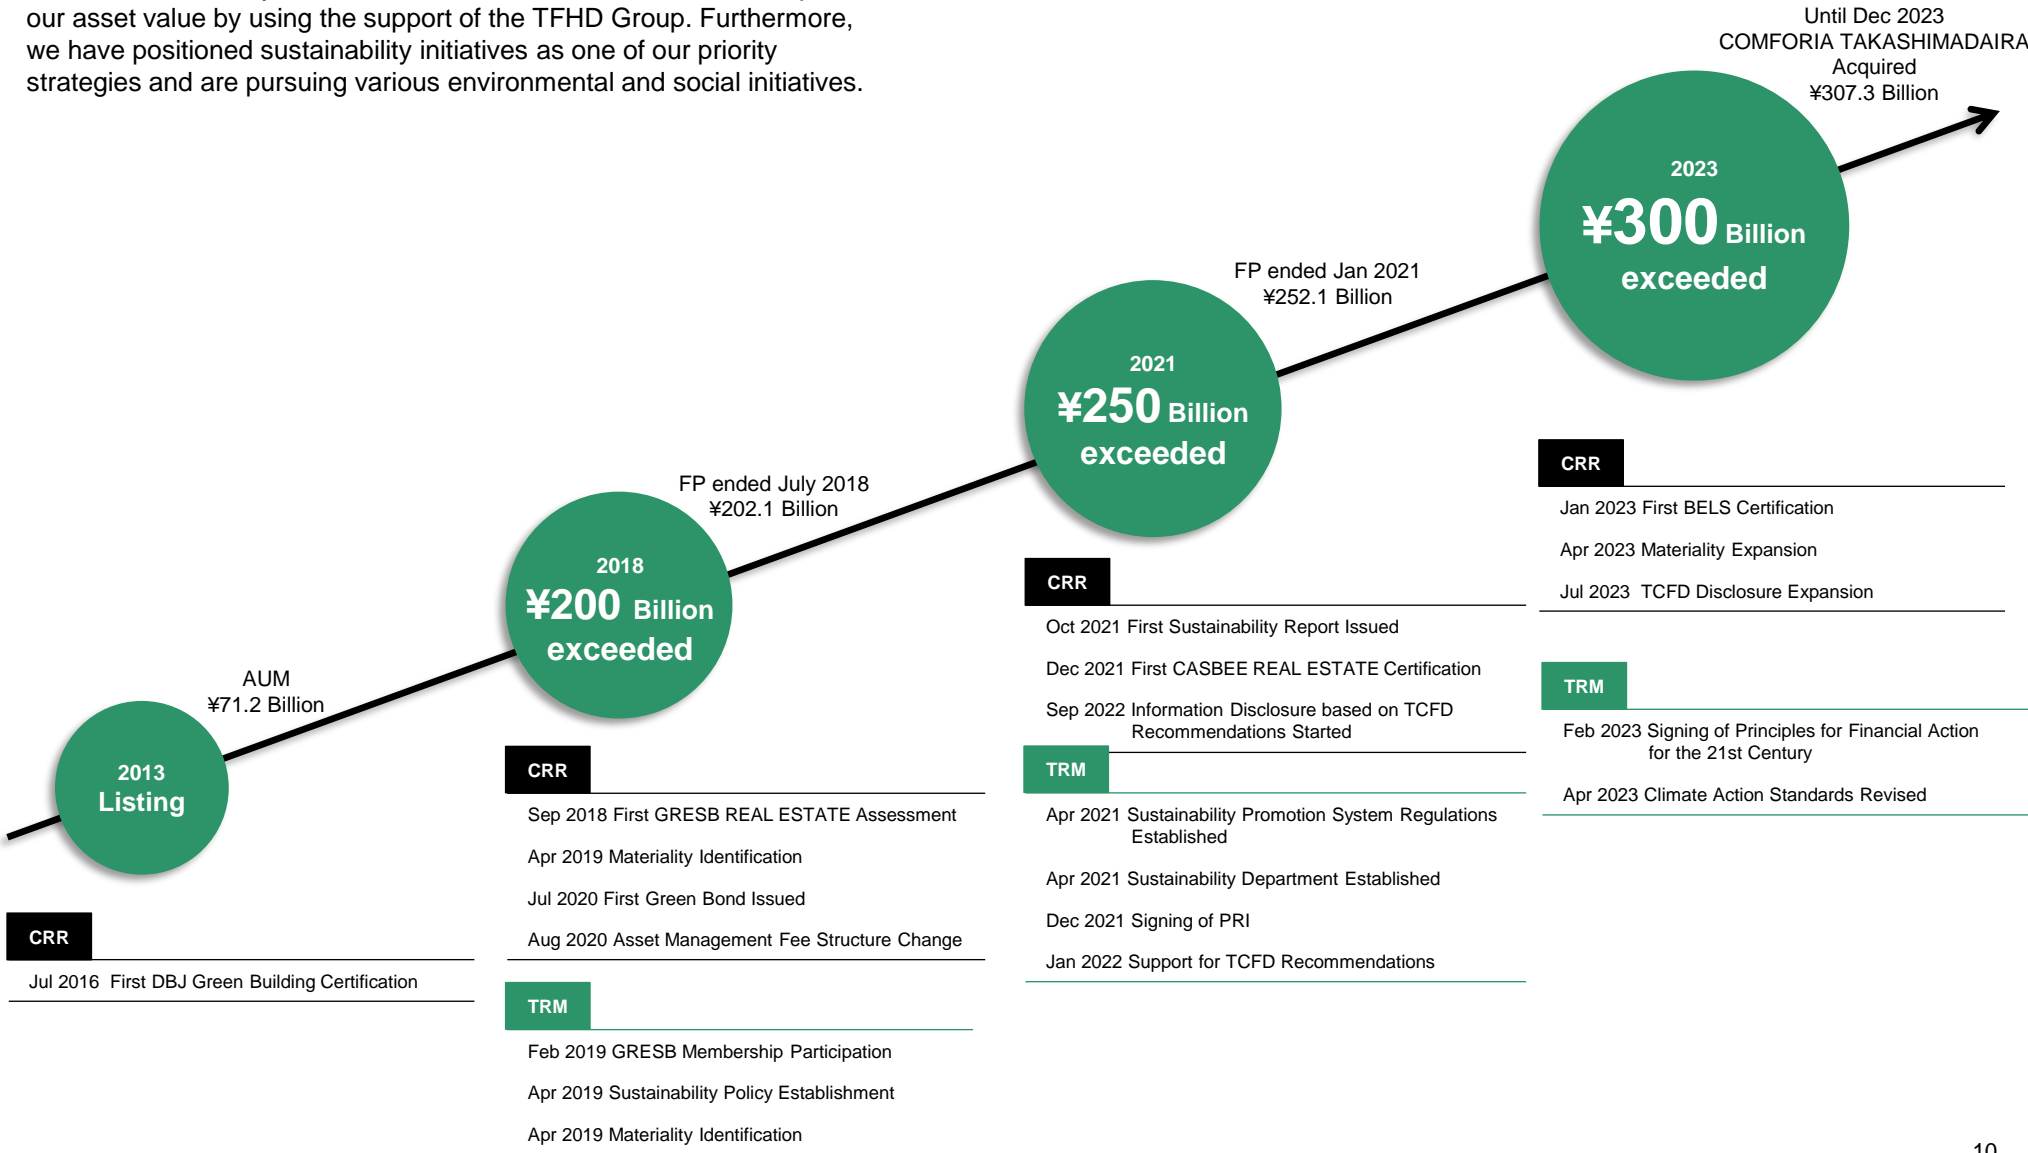 our asset value by using the support of the TFHD Group. Furthermore,
we have positioned sustainability initiatives as one of our priority
strategies and are pursuing various environmental and social initiatives.
Until Dec 2023
COMFORIA TAKASHIMADAIRA
Acquired
¥307.3 Billion
2023
¥300 Billion
exceeded
FP ended Jan 2021
¥252.1 Billion
2021
¥250 Billion
exceeded
FP ended July 2018
¥202.1 Billion
2018
¥200 Billion
exceeded
AUM
¥71.2 Billion
2013
Listing
CRR
Jul 2016 First DBJ Green Building Certification
CRR
Sep 2018 First GRESB REAL ESTATE Assessment
Apr 2019 Materiality Identification
Jul 2020 First Green Bond Issued
Aug 2020 Asset Management Fee Structure Change
TRM
Feb 2019 GRESB Membership Participation
Apr 2019 Sustainability Policy Establishment
Apr 2019 Materiality Identification
CRR
Oct 2021 First Sustainability Report Issued
Dec 2021 First CASBEE REAL ESTATE Certification
Sep 2022 Information Disclosure based on TCFD
Recommendations Started
TRM
Apr 2021 Sustainability Promotion System Regulations
Established
Apr 2021 Sustainability Department Established
Dec 2021 Signing of PRI
Jan 2022 Support for TCFD Recommendations
CRR
Jan 2023 First BELS Certification
Apr 2023 Materiality Expansion
Jul 2023 TCFD Disclosure Expansion
TRM
Feb 2023 Signing of Principles for Financial Action
for the 21st Century
Apr 2023 Climate Action Standards Revised
10